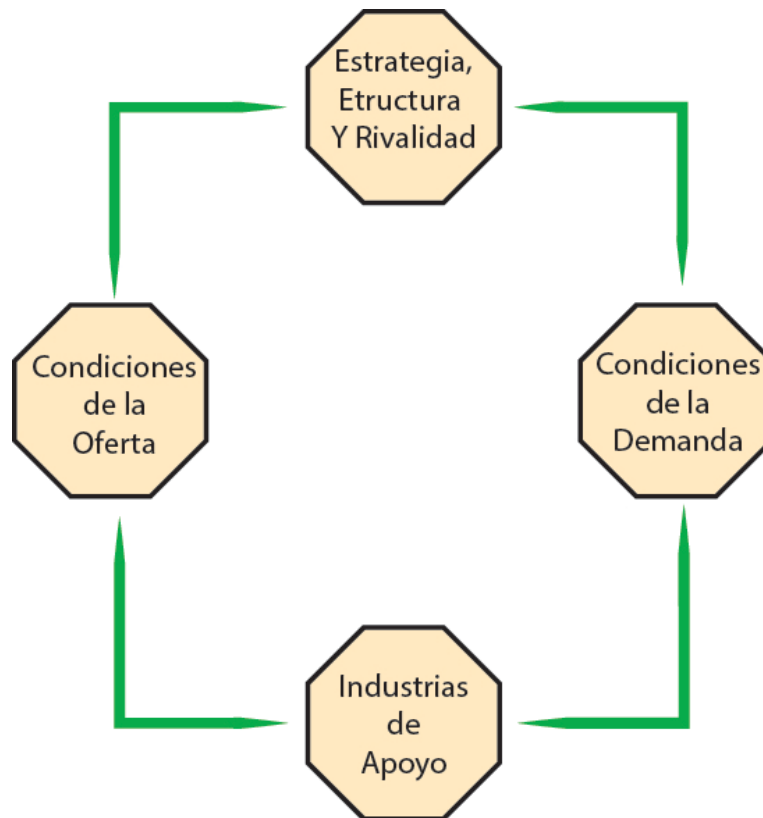 Estrategia,
Etructura
Y Rivalidad
Condiciones
de la
Oferta
Condiciones
de la
Demanda
Industrias
de
Apoyo